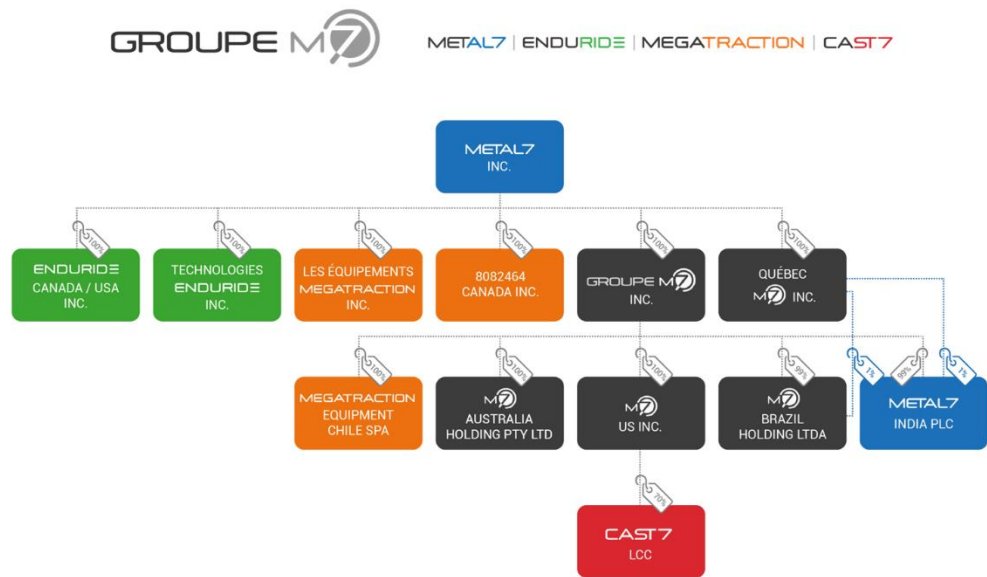 GROUPE M7
METAL7 | ENDURIDE | MEGATRACTION | CAST7
METAL7
INC.
100%
100%
100%
100%
100%
100%
ENDURIDE
CANADA / USA
INC.
TECHNOLOGIES
ENDURIDE
INC.
LES ÉQUIPEMENTS
MEGATRACTION
INC.
8082464
CANADA INC.
GROUPE M7
INC.
QUÉBEC
M7 INC.
100%
100%
100%
99%
1%
99%
1%
MEGATRACTION
EQUIPMENT
CHILE SPA
M7
AUSTRALIA
HOLDING PTY LTD
M7
US INC.
M7
BRAZIL
HOLDING LTDA
METAL7
INDIA PLC
70%
CAST7
LCC